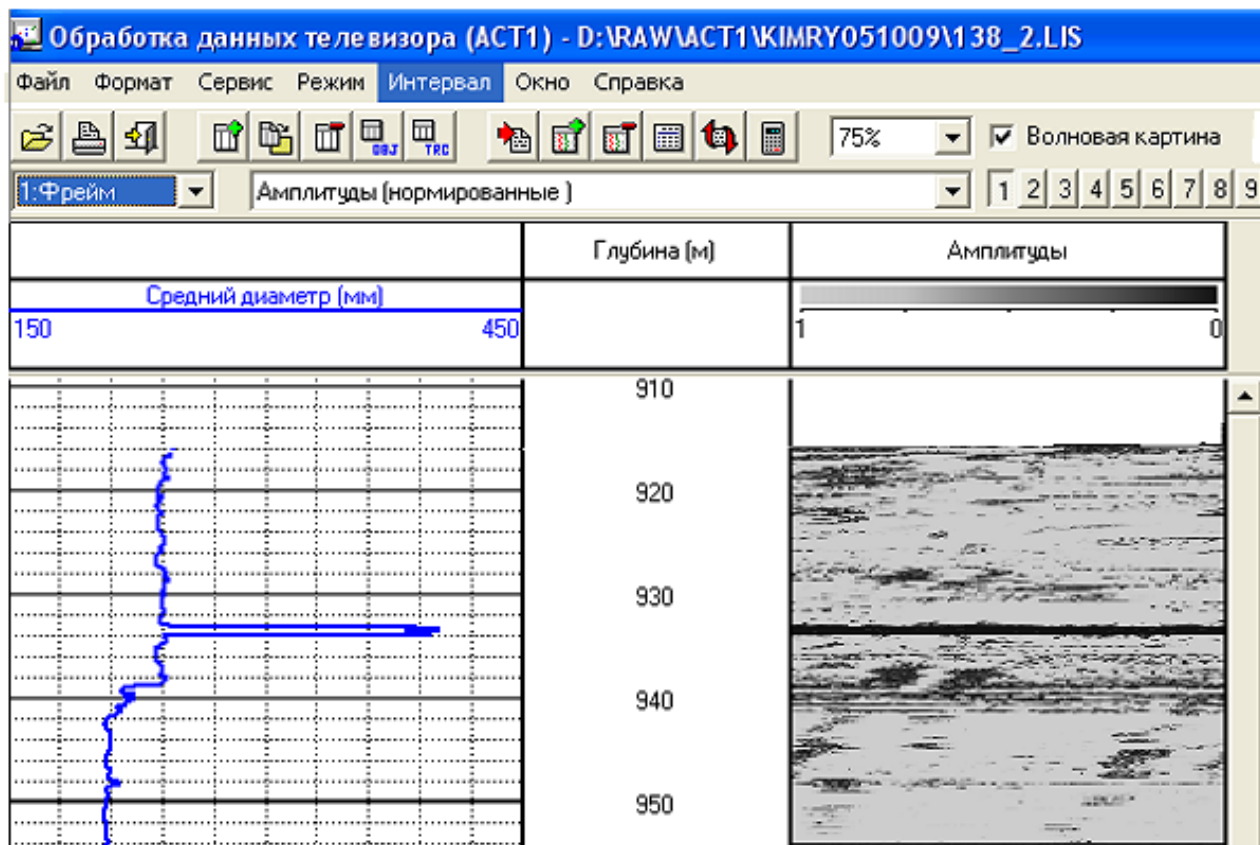 Обработка данных телевизора (АСТ1) - D:\RAW\ACT1\KIMRY051009\138_2.LIS
Файл Формат Сервис Режим Интервал Окно Справка
OBJ TRC 75% Волновая картина
1:Фрейм Амплитуды (нормированные ) 1 2 3 4 5 6 7 8 9
Глубина (м) Амплитуды
Средний диаметр (мм)
150 450 1 0
910
920
930
940
950